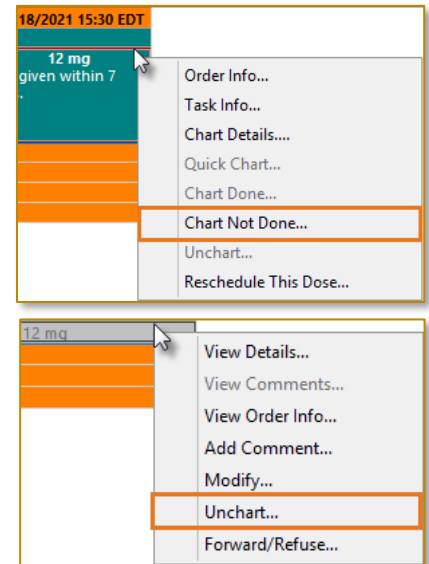 18/2021 15:30 EDT
12 mg
given within 7
.
Order Info...
Task Info...
Chart Details....
Quick Chart...
Chart Done...
Chart Not Done...
Unchart...
Reschedule This Dose...
12 mg
View Details...
View Comments...
View Order Info...
Add Comment...
Modify...
Unchart...
Forward/Refuse...